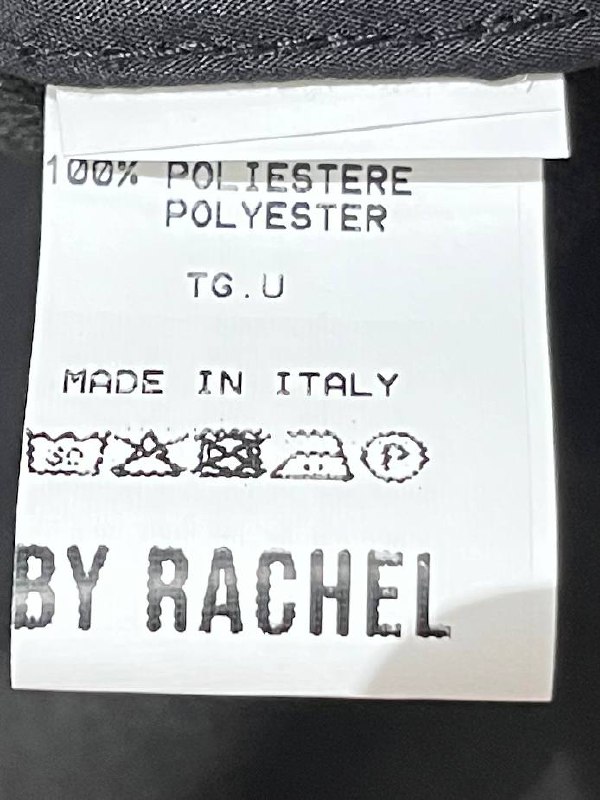 100% POLIESTERE
POLYESTER
TG.U
MADE IN ITALY
P
BY RACHEL